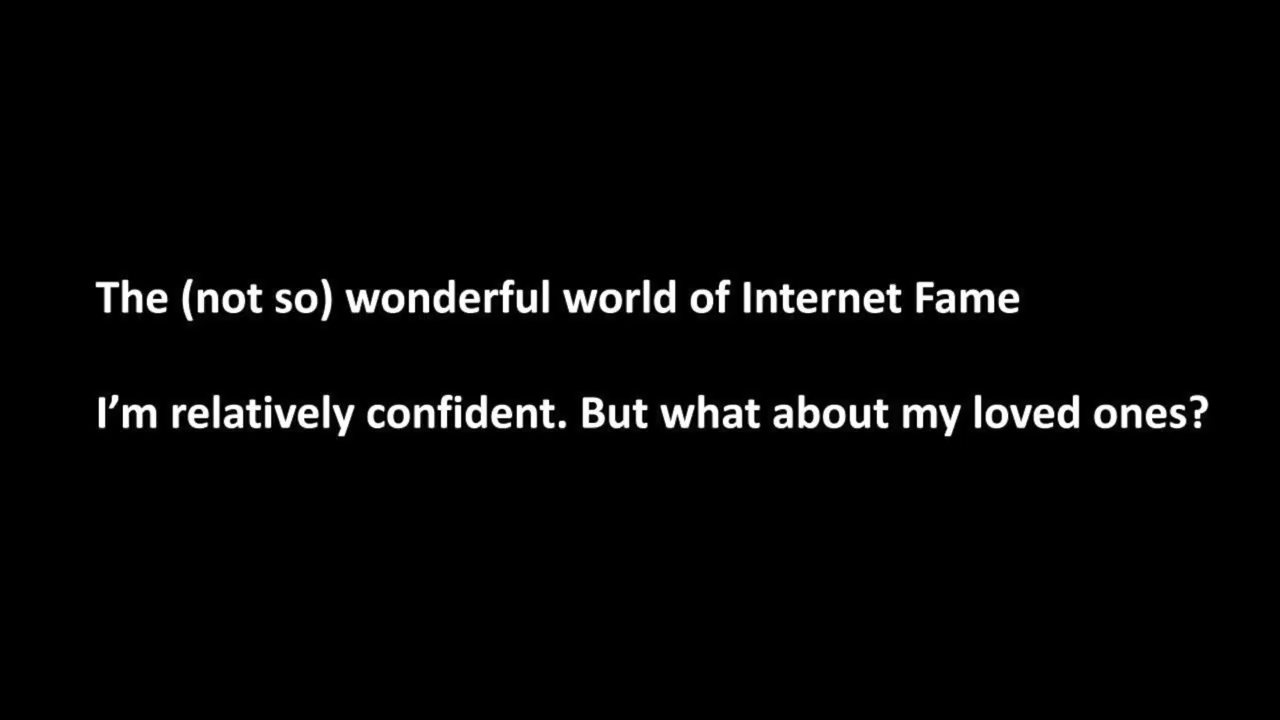 The (not so) wonderful world of Internet Fame
I’m relatively confident. But what about my loved ones?